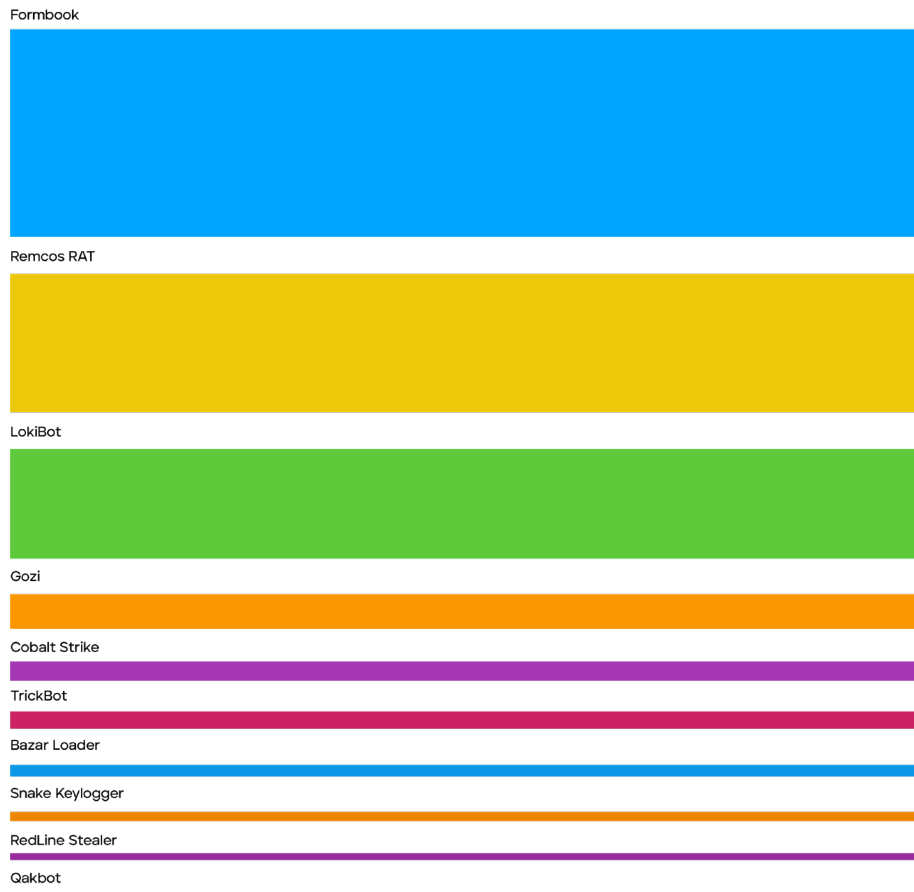 Formbook
Remcos RAT
LokiBot
Gozi
Cobalt Strike
TrickBot
Bazar Loader
Snake Keylogger
RedLine Stealer
Qakbot